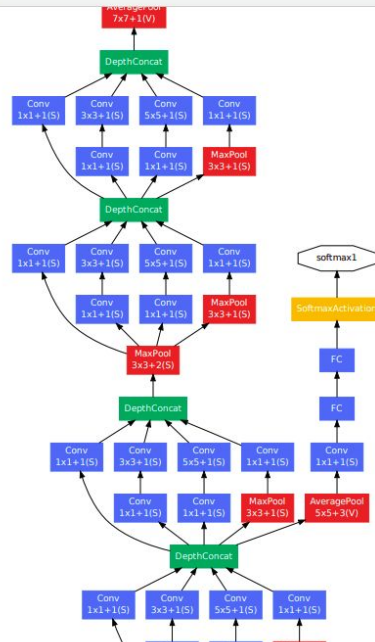 AveragePool
7x7+1(V)
DepthConcat
Conv
1x1+1(S)
Conv
3x3+1(S)
Conv
5x5+1(S)
Conv
1x1+1(S)
Conv
1x1+1(S)
Conv
1x1+1(S)
MaxPool
3x3+1(S)
DepthConcat
Conv
1x1+1(S)
Conv
3x3+1(S)
Conv
5x5+1(S)
Conv
1x1+1(S)
softmax1
Conv
1x1+1(S)
Conv
1x1+1(S)
MaxPool
3x3+1(S)
SoftmaxActivation
MaxPool
3x3+2(S)
FC
DepthConcat
FC
Conv
1x1+1(S)
Conv
3x3+1(S)
Conv
5x5+1(S)
Conv
1x1+1(S)
Conv
1x1+1(S)
Conv
1x1+1(S)
Conv
1x1+1(S)
MaxPool
3x3+1(S)
AveragePool
5x5+3(V)
DepthConcat
Conv
1x1+1(S)
Conv
3x3+1(S)
Conv
5x5+1(S)
Conv
1x1+1(S)